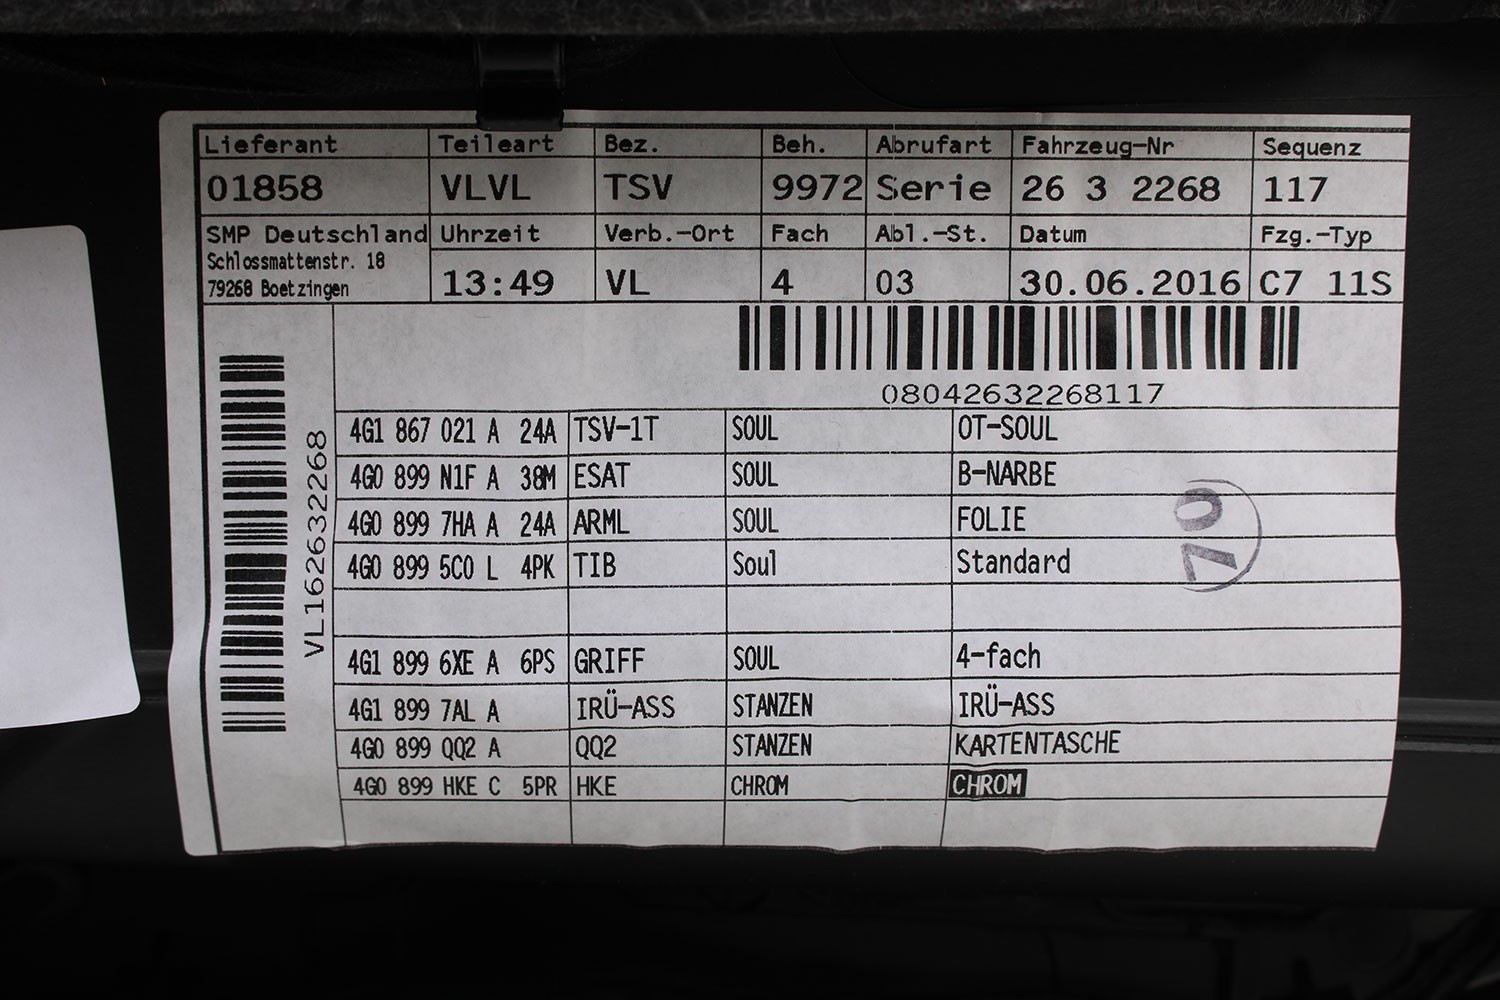 Lieferant Teileart Bez. Beh. Abrufart Fahrzeug-Nr Sequenz
01858 VLVL TSV 9972 Serie 26 3 2268 117
SMP Deutschland Uhrzeit Verb.-Ort Fach Abl.-St. Datum Fzg.-Typ
Schlossmattenstr. 18
79268 Boetzingen 13:49 VL 4 03 30.06.2016 C7 11S
08042632268117
VL162632268
4G1 867 021 A 24A TSV-1T SOUL OT-SOUL
4G0 899 N1F A 38M ESAT SOUL B-NARBE
4G0 899 7HA A 24A ARML SOUL FOLIE
4G0 899 5C0 L 4PK TIB Soul Standard
4G1 899 6XE A 6PS GRIFF SOUL 4-fach
4G1 899 7AL A IRÜ-ASS STANZEN IRÜ-ASS
4G0 899 QQ2 A QQ2 STANZEN KARTENTASCHE
4G0 899 HKE C 5PR HKE CHROM CHROM